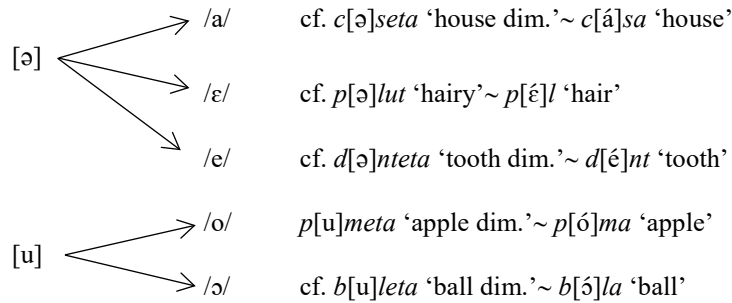 /a/ cf. c[ə]seta ‘house dim.’~ c[á]sa ‘house’
[ə]
/ɛ/ cf. p[ə]lut ‘hairy’~ p[ɛ́]l ‘hair’
/e/ cf. d[ə]nteta ‘tooth dim.’~ d[é]nt ‘tooth’
/o/ p[u]meta ‘apple dim.’~ p[ó]ma ‘apple’
[u]
/ɔ/ cf. b[u]leta ‘ball dim.’~ b[ɔ́]la ‘ball’